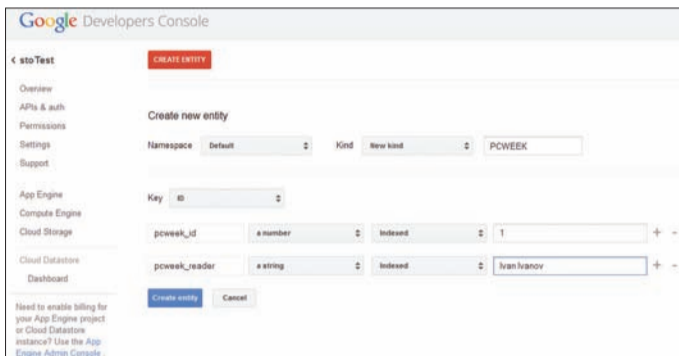 Google Developers Console
< stoTest
CREATE ENTITY
Overview
APIs & auth
Permissions
Settings
Support
App Engine
Compute Engine
Cloud Storage
Cloud Datastore
Dashboard
Need to enable billing for
your App Engine project
or Cloud Datastore
instance? Use the App
Engine Admin Console.
Create new entity
Namespace Default Kind New kind PCWEEK
Key ID
pcweek_id a number Indexed 1 + -
pcweek_reader a string Indexed Ivan Ivanov + -
Create entity Cancel